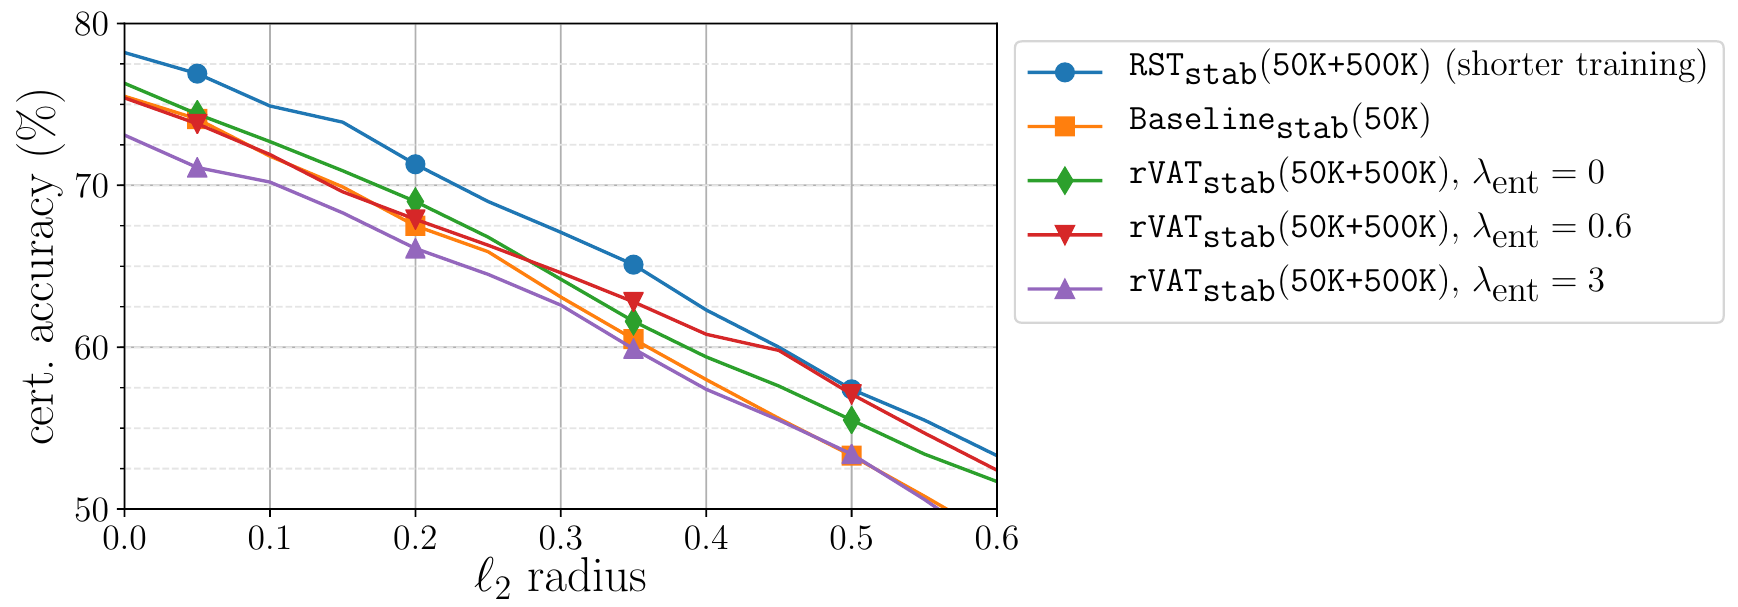 80
70
60
50
cert. accuracy (%)
0.0 0.1 0.2 0.3 0.4 0.5 0.6
ℓ₂ radius
RSTstab(50K+500K) (shorter training)
Baselinestab(50K)
rVATstab(50K+500K), λent = 0
rVATstab(50K+500K), λent = 0.6
rVATstab(50K+500K), λent = 3